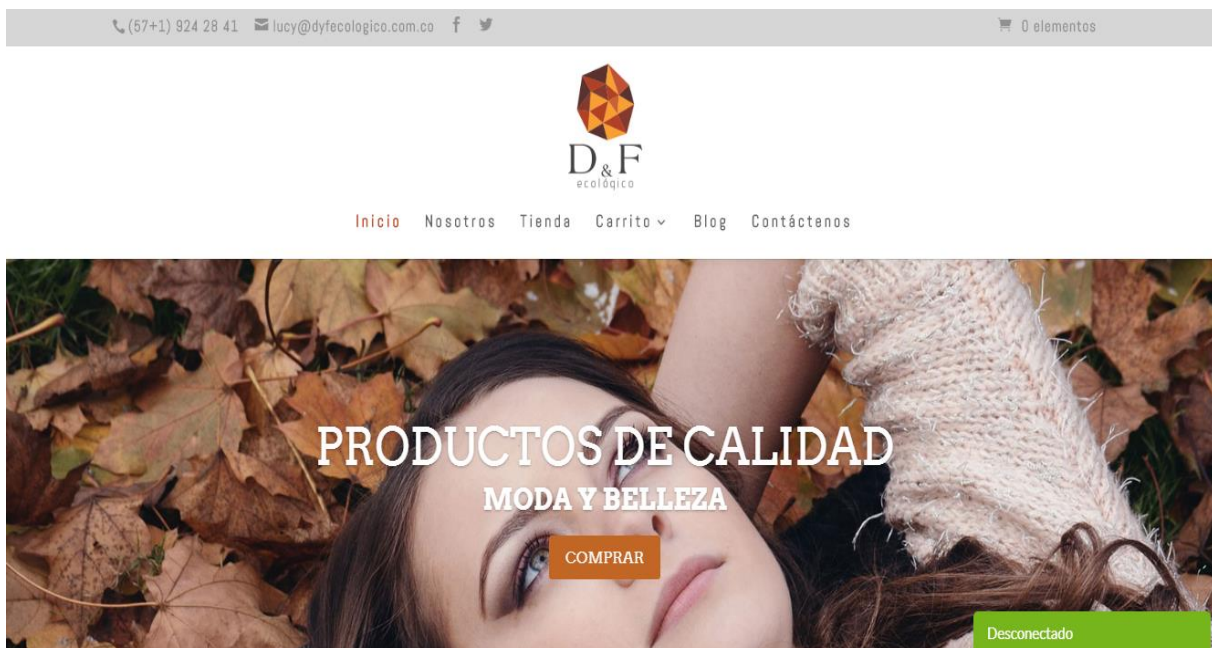 (57+1) 924 28 41 lucy@dyfecologico.com.co 0 elementos
D & F
ecológico
Inicio Nosotros Tienda Carrito Blog Contáctenos
PRODUCTOS DE CALIDAD
MODA Y BELLEZA
COMPRAR
Desconectado